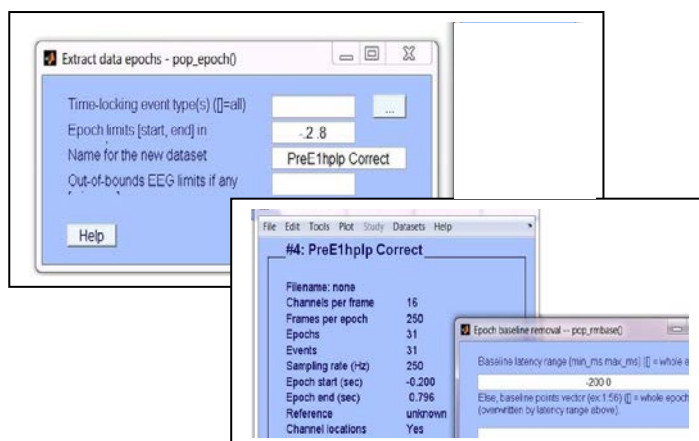 Extract data epochs - pop_epoch()
Time-locking event type(s) ([]=all)
...
Epoch limits [start, end] in
-.2 .8
Name for the new dataset
PreE1hplp Correct
Out-of-bounds EEG limits if any
Help
File Edit Tools Plot Study Datasets Help
#4: PreE1hplp Correct
Filename: none
Channels per frame 16
Frames per epoch 250
Epochs 31
Events 31
Sampling rate (Hz) 250
Epoch start (sec) -0.200
Epoch end (sec) 0.796
Reference unknown
Channel locations Yes
Epoch baseline removal -- pop_rmbase()
Baseline latency range (min_ms max_ms) ([] = whole
-200 0
Else, baseline points vector (ex:1:56) ([] = whole epoch
(overwritten by latency range above).